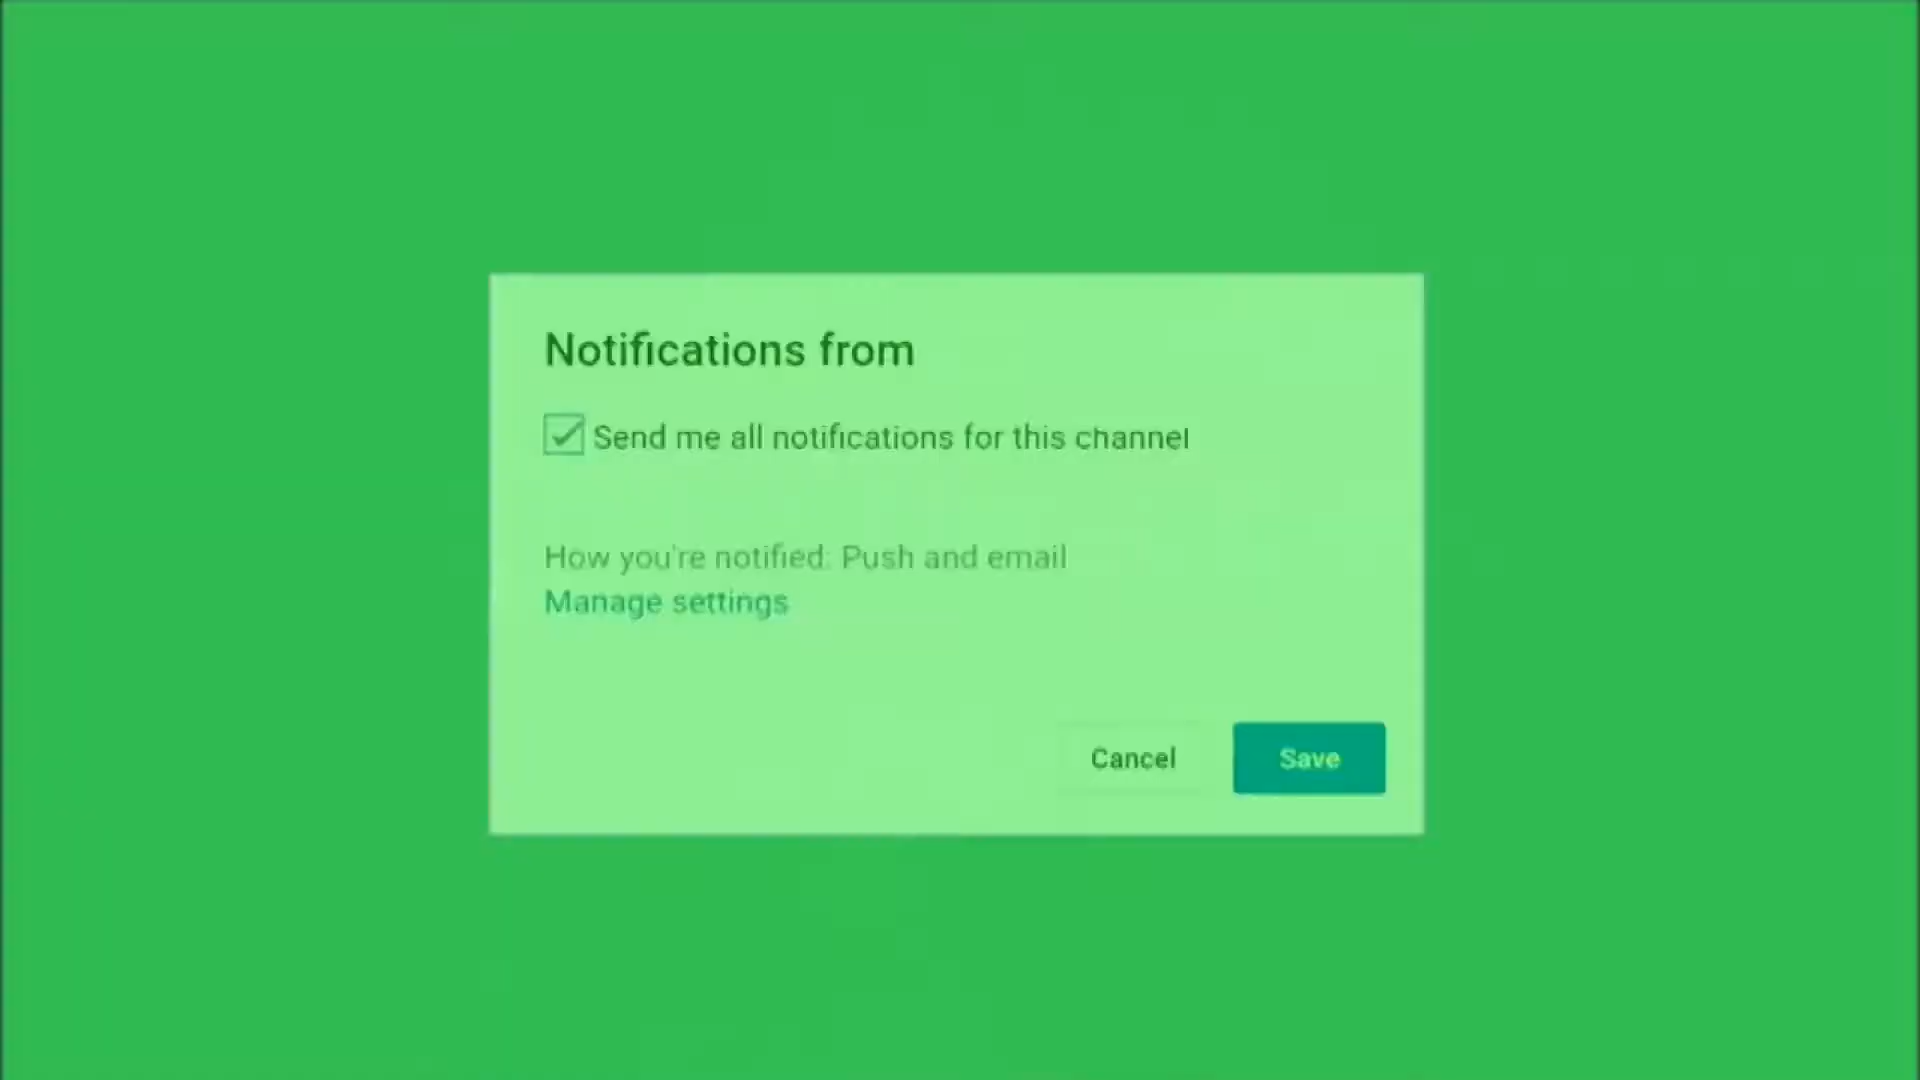 Notifications from
Send me all notifications for this channel
How you're notified: Push and email
Manage settings
Cancel
Save